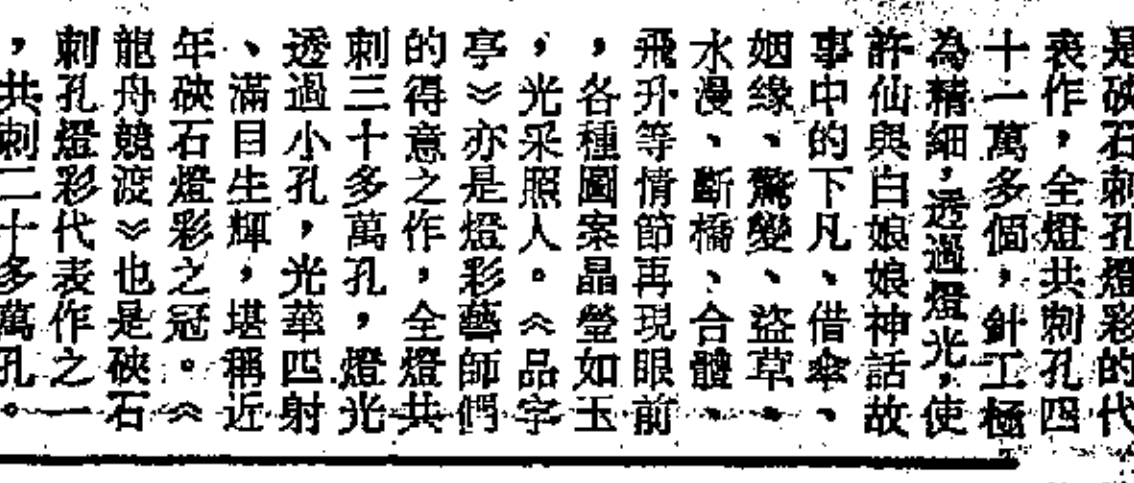 是硖石刺孔燈彩的代
表作，全燈共刺孔四
十一萬多個，針工極
為精細，透過燈光，使
許仙與白娘娘神話故
事中的下凡、借傘、
姻緣、驚變、盜草、
水漫、斷橋、合體、
飛升等情節再現眼前
，各種圖案晶瑩如玉
，光采照人。《品字
亭》亦是燈彩藝師們
的得意之作，全燈共
刺三十多萬孔，燈光
透過小孔，光華四射
、滿目生輝，堪稱近
年硖石燈彩之冠。《
龍舟競渡》也是硖石
刺孔燈彩代表作之一
，共刺二十多萬孔。